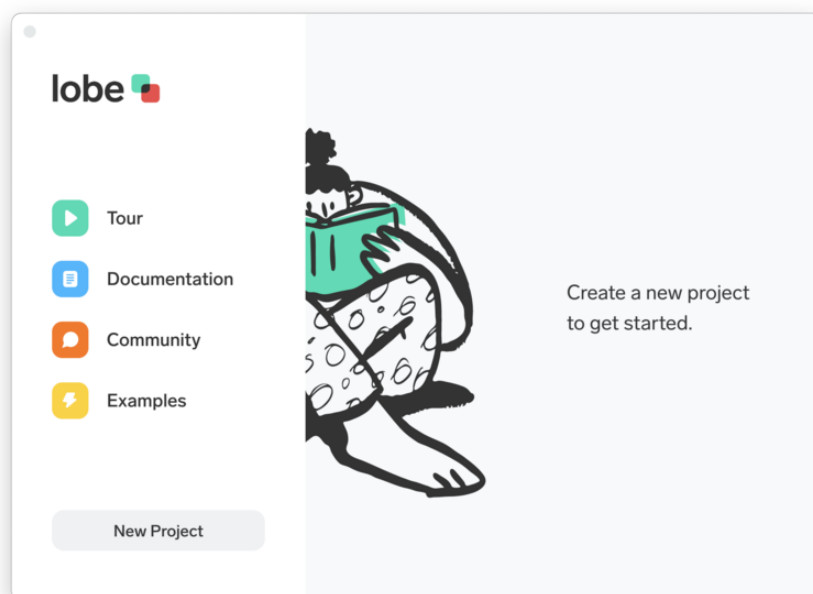 lobe
Tour
Documentation
Community
Examples
New Project
Create a new project
to get started.